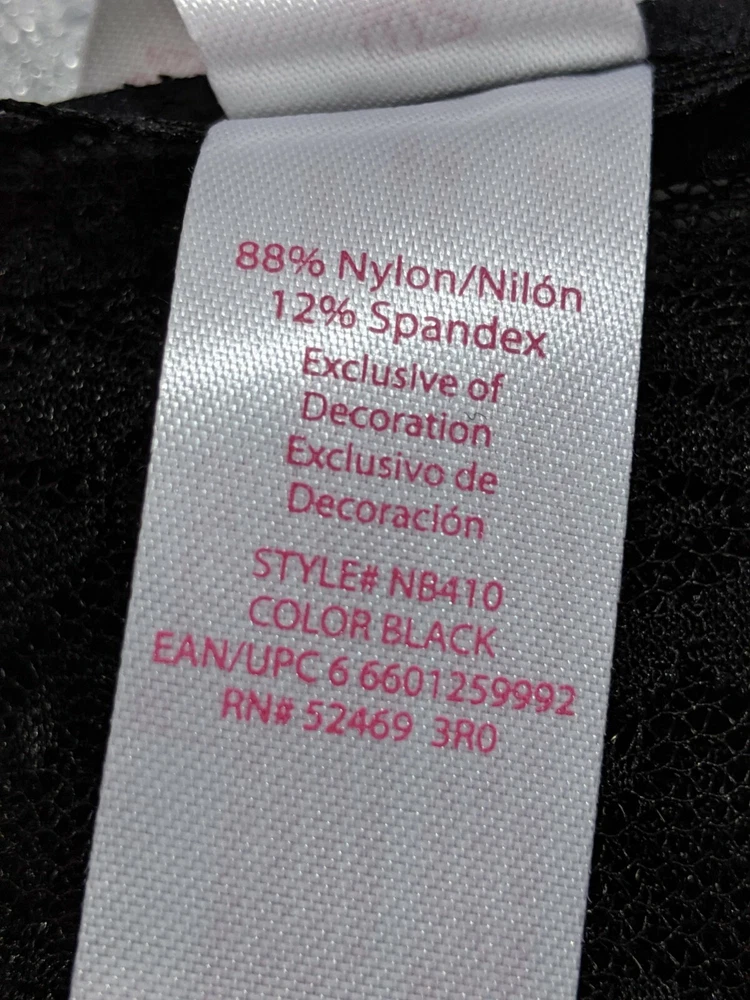 88% Nylon/Nilón
12% Spandex
Exclusive of
Decoration
Exclusivo de
Decoración
STYLE# NB410
COLOR BLACK
EAN/UPC 6 6601259992
RN# 52469 3R0